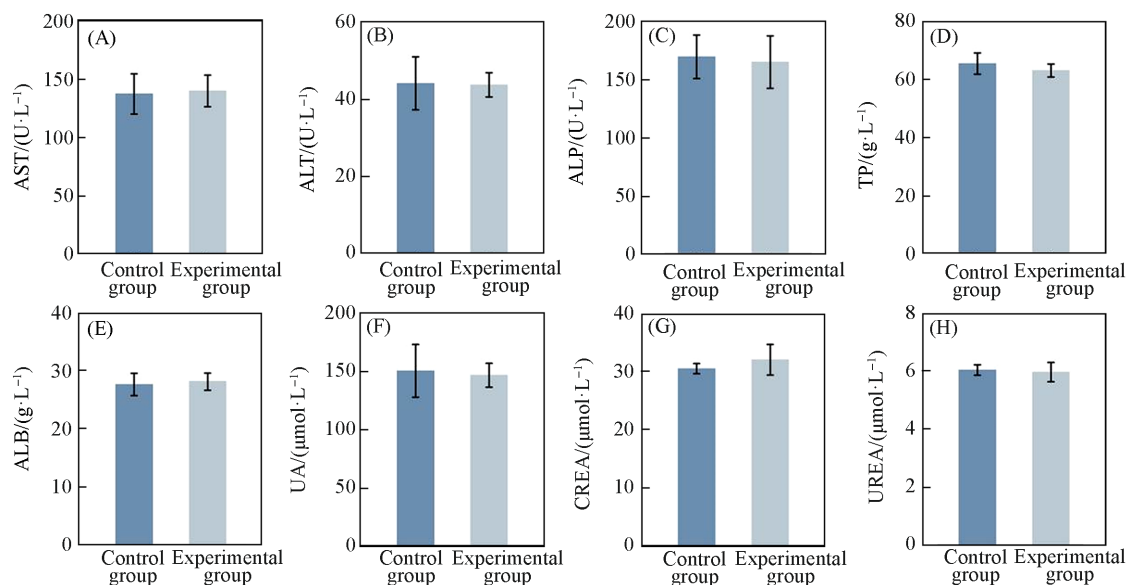 (A)
AST/(U·L⁻¹)
200
150
100
50
0
Control group
Experimental group
(B)
ALT/(U·L⁻¹)
60
40
20
0
Control group
Experimental group
(C)
ALP/(U·L⁻¹)
200
150
100
50
0
Control group
Experimental group
(D)
TP/(g·L⁻¹)
80
60
40
20
0
Control group
Experimental group
(E)
ALB/(g·L⁻¹)
40
30
20
10
0
Control group
Experimental group
(F)
UA/(μmol·L⁻¹)
200
150
100
50
0
Control group
Experimental group
(G)
CREA/(μmol·L⁻¹)
40
30
20
10
0
Control group
Experimental group
(H)
UREA/(μmol·L⁻¹)
8
6
4
2
0
Control group
Experimental group